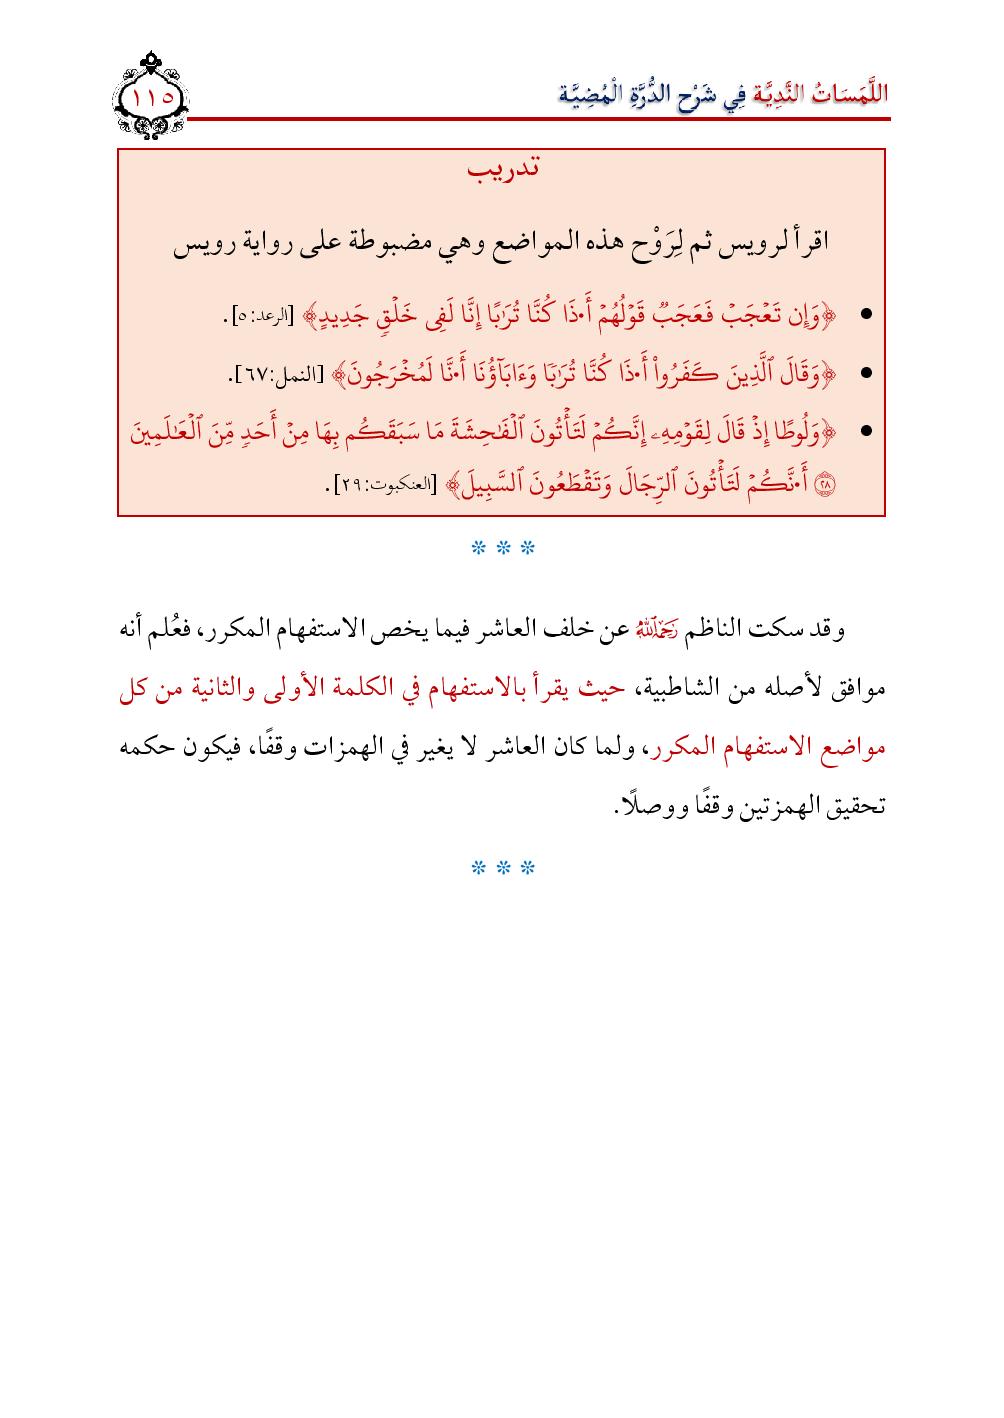 اللَّمَسَاتُ النَّدِيَّة فِي شَرْح الدُّرَّةِ الْمُضِيَّة
١١٥
تدريب
اقرأ لرويس ثم لِرَوْح هذه المواضع وهي مضبوطة على رواية رويس
• ﴿وَإِن تَعۡجَبۡ فَعَجَبٞ قَوۡلُهُمۡ أَ•ذَا كُنَّا تُرَٰبًا إِنَّا لَفِى خَلۡقٖ جَدِيدٍ﴾ [الرعد: ٥].
• ﴿وَقَالَ ٱلَّذِينَ كَفَرُواْ أَ•ذَا كُنَّا تُرَٰبٗا وَءَابَآؤُنَا أَ•نَّا لَمُخۡرَجُونَ﴾ [النمل: ٦٧].
• ﴿وَلُوطًا إِذۡ قَالَ لِقَوۡمِهِۦ إِنَّكُمۡ لَتَأۡتُونَ ٱلۡفَٰحِشَةَ مَا سَبَقَكُم بِهَا مِنۡ أَحَدٖ مِّنَ ٱلۡعَٰلَمِينَ
٢٨ أَ•نَّكُمۡ لَتَأۡتُونَ ٱلرِّجَالَ وَتَقۡطَعُونَ ٱلسَّبِيلَ﴾ [العنكبوت: ٢٩].
* * *
وقد سكت الناظم رَحِمَهُ ٱللَّهُ عن خلف العاشر فيما يخص الاستفهام المكرر، فعُلم أنه
موافق لأصله من الشاطبية، حيث يقرأ بالاستفهام في الكلمة الأولى والثانية من كل
مواضع الاستفهام المكرر، ولما كان العاشر لا يغير في الهمزات وقفًا، فيكون حكمه
تحقيق الهمزتين وقفًا ووصلًا.
* * *